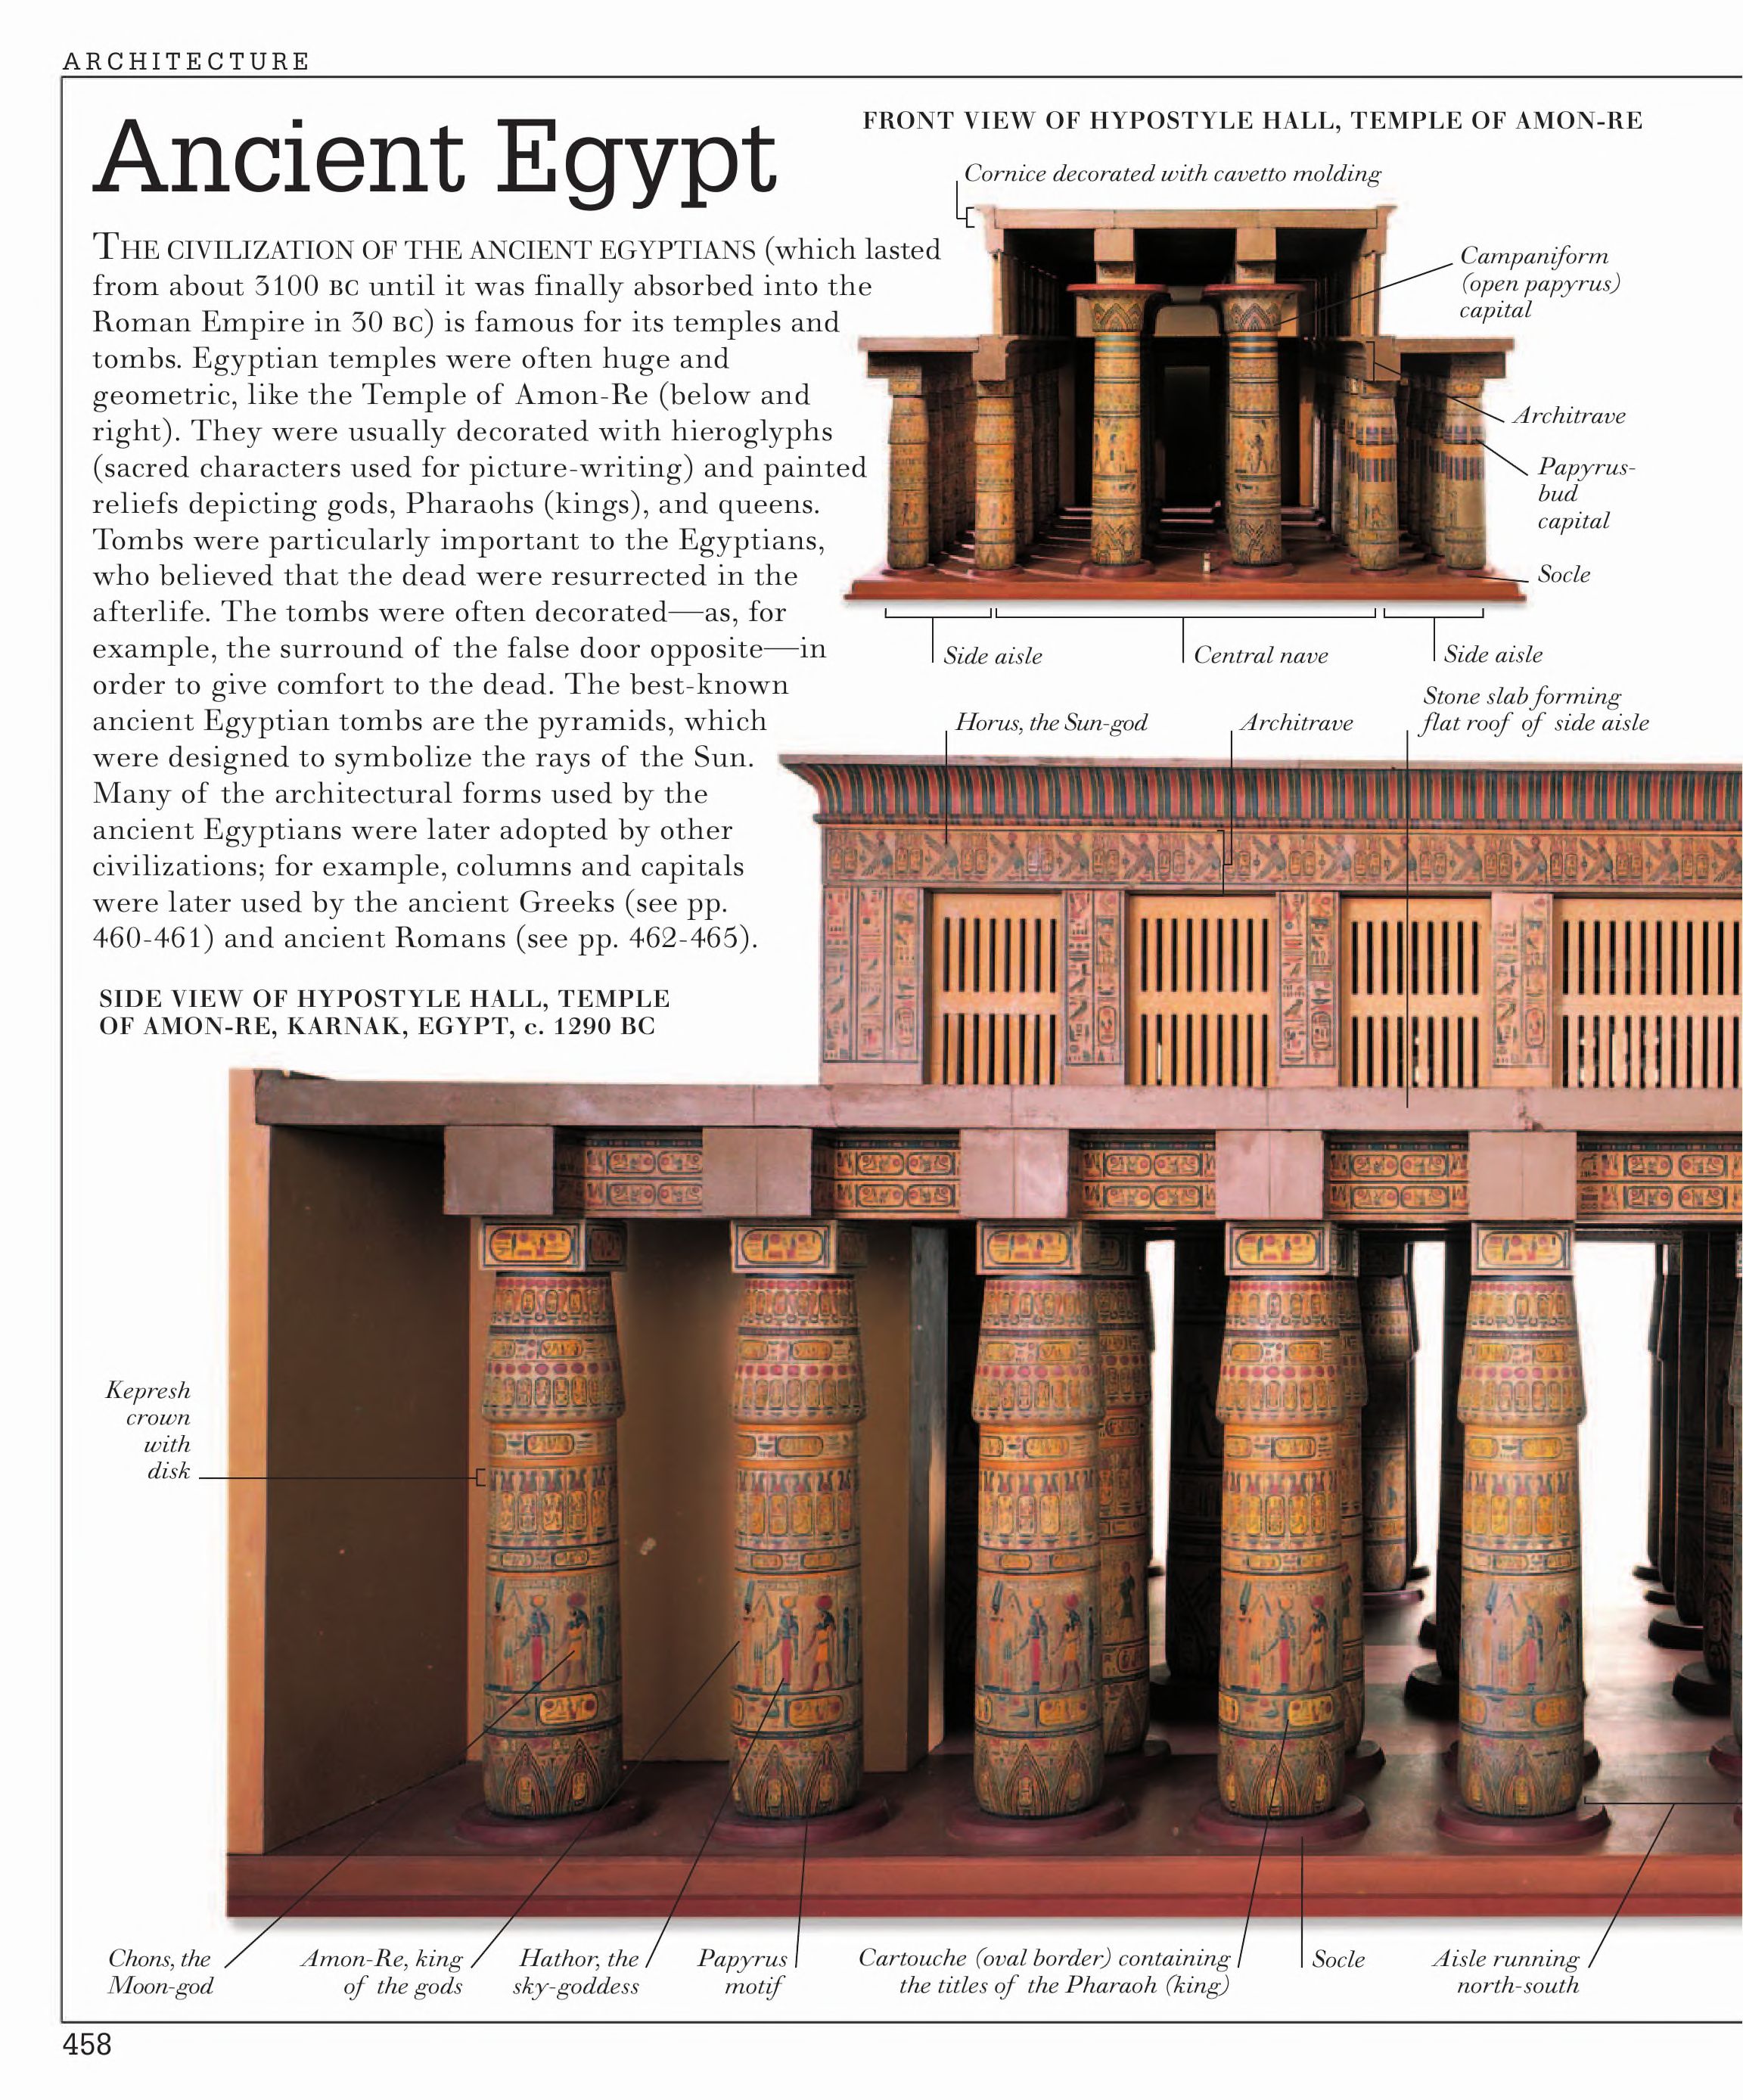 ARCHITECTURE
Ancient Egypt
THE CIVILIZATION OF THE ANCIENT EGYPTIANS (which lasted
from about 3100 BC until it was finally absorbed into the
Roman Empire in 30 BC) is famous for its temples and
tombs. Egyptian temples were often huge and
geometric, like the Temple of Amon-Re (below and
right). They were usually decorated with hieroglyphs
(sacred characters used for picture-writing) and painted
reliefs depicting gods, Pharaohs (kings), and queens.
Tombs were particularly important to the Egyptians,
who believed that the dead were resurrected in the
afterlife. The tombs were often decorated—as, for
example, the surround of the false door opposite—in
order to give comfort to the dead. The best-known
ancient Egyptian tombs are the pyramids, which
were designed to symbolize the rays of the Sun.
Many of the architectural forms used by the
ancient Egyptians were later adopted by other
civilizations; for example, columns and capitals
were later used by the ancient Greeks (see pp.
460-461) and ancient Romans (see pp. 462-465).
FRONT VIEW OF HYPOSTYLE HALL, TEMPLE OF AMON-RE
Cornice decorated with cavetto molding
Campaniform
(open papyrus)
capital
Architrave
Papyrus-
bud
capital
Socle
Side aisle
Central nave
Side aisle
Horus, the Sun-god
Architrave
Stone slab forming
flat roof of side aisle
SIDE VIEW OF HYPOSTYLE HALL, TEMPLE
OF AMON-RE, KARNAK, EGYPT, c. 1290 BC
Kepresh
crown
with
disk
Chons, the
Moon-god
Amon-Re, king
of the gods
Hathor, the
sky-goddess
Papyrus
motif
Cartouche (oval border) containing
the titles of the Pharaoh (king)
Socle
Aisle running
north-south
458